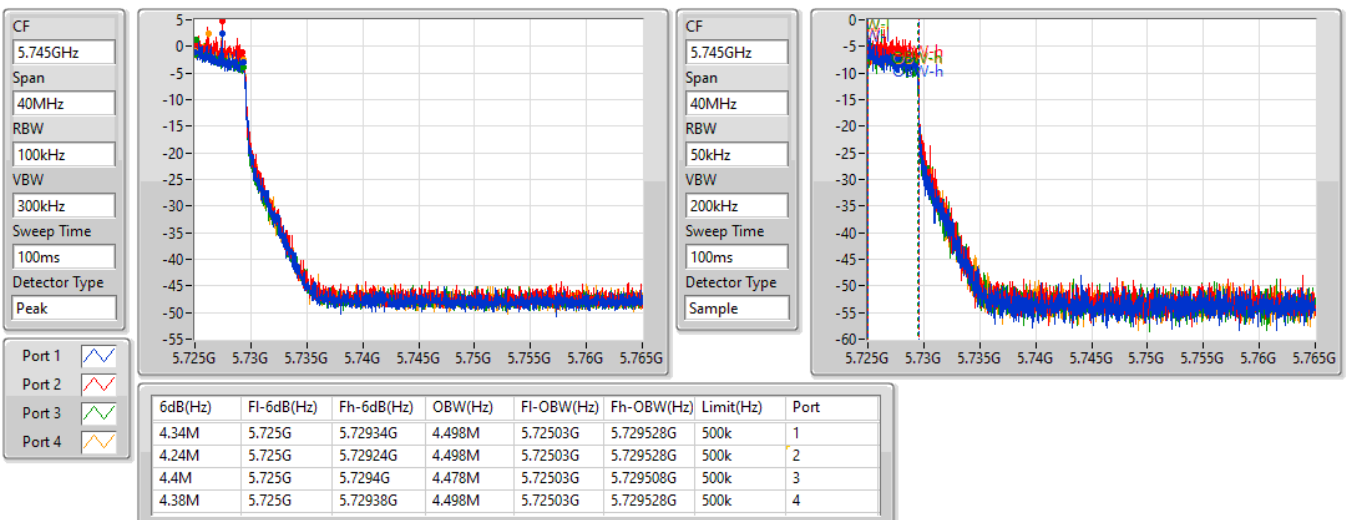 CF
5.745GHz
Span
40MHz
RBW
100kHz
VBW
300kHz
Sweep Time
100ms
Detector Type
Peak
5
0
-5
-10
-15
-20
-25
-30
-35
-40
-45
-50
-55
5.725G 5.73G 5.735G 5.74G 5.745G 5.75G 5.755G 5.76G 5.765G
CF
5.745GHz
Span
40MHz
RBW
50kHz
VBW
200kHz
Sweep Time
100ms
Detector Type
Sample
0
-5
-10
-15
-20
-25
-30
-35
-40
-45
-50
-55
-60
5.725G 5.73G 5.735G 5.74G 5.745G 5.75G 5.755G 5.76G 5.765G
OBW-h
Port 1
Port 2
Port 3
Port 4
6dB(Hz) Fl-6dB(Hz) Fh-6dB(Hz) OBW(Hz) Fl-OBW(Hz) Fh-OBW(Hz) Limit(Hz) Port
4.34M 5.725G 5.72934G 4.498M 5.72503G 5.729528G 500k 1
4.24M 5.725G 5.72924G 4.498M 5.72503G 5.729528G 500k 2
4.4M 5.725G 5.7294G 4.478M 5.72503G 5.729508G 500k 3
4.38M 5.725G 5.72938G 4.498M 5.72503G 5.729528G 500k 4